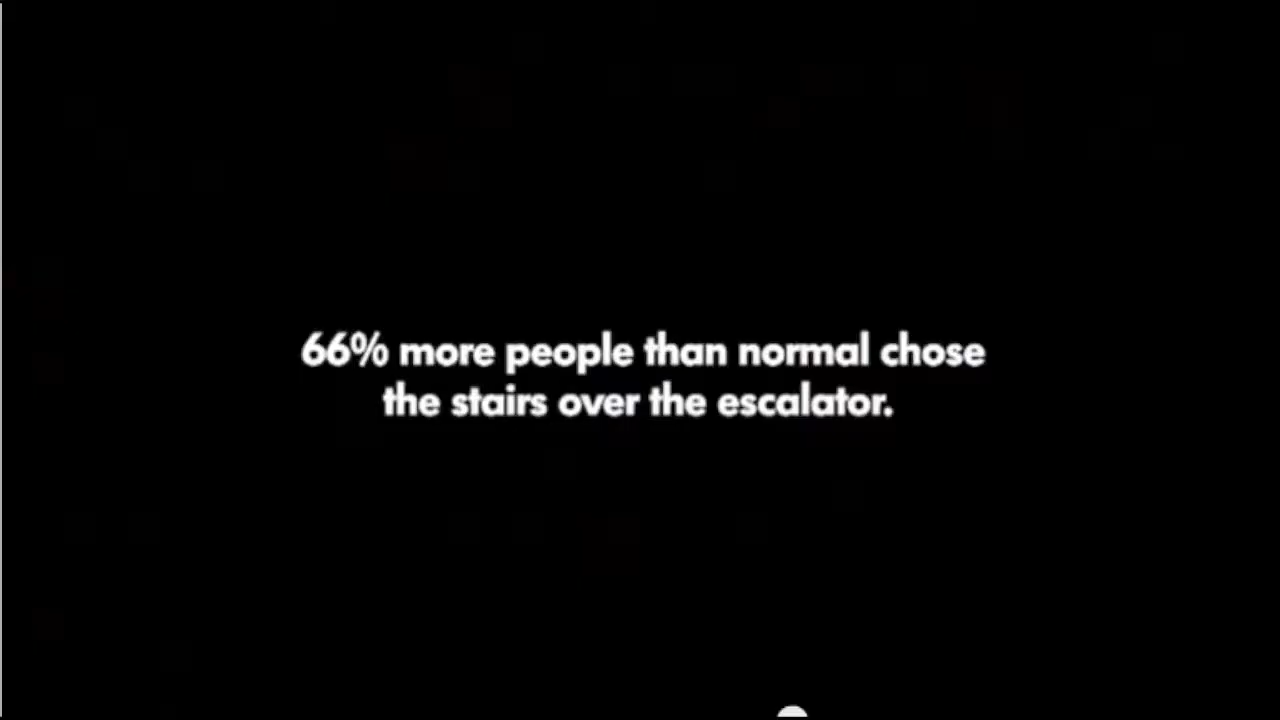 66% more people than normal chose
the stairs over the escalator.